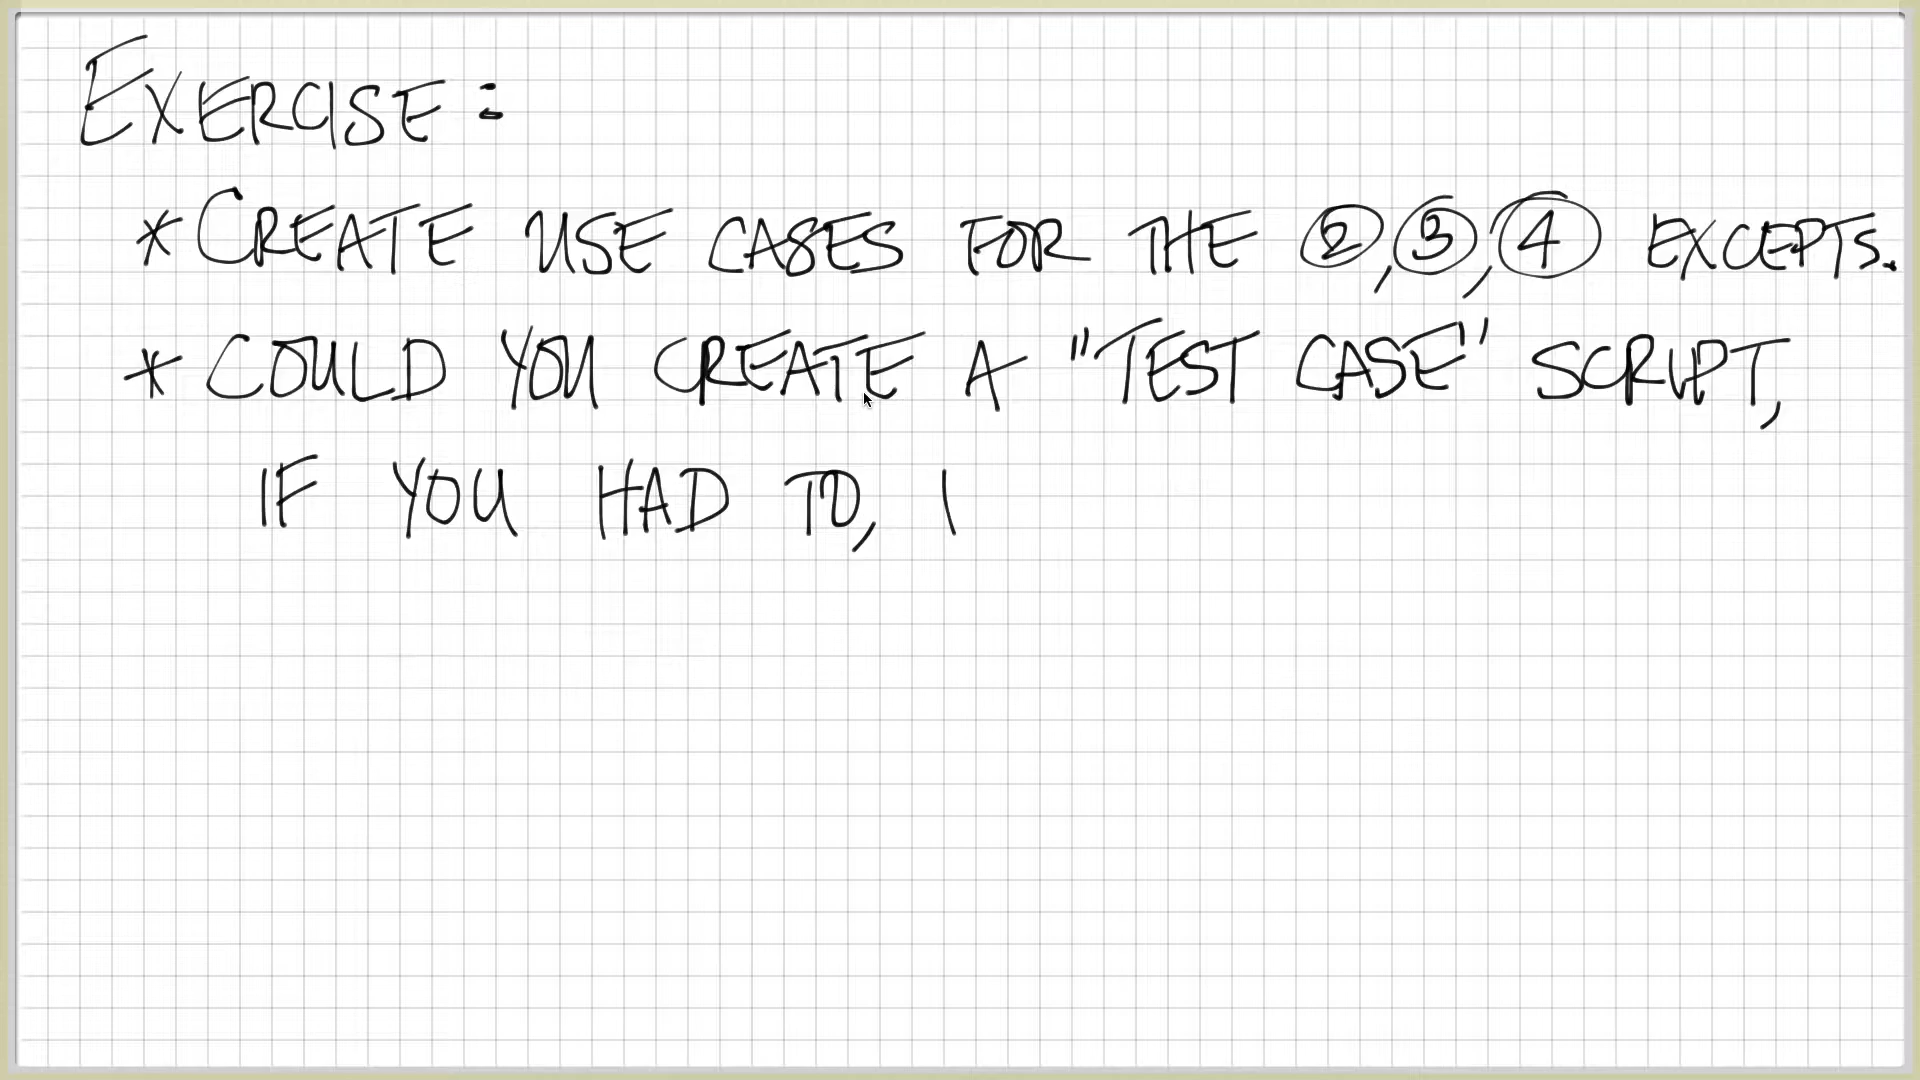 EXERCISE:
* CREATE USE CASES FOR THE ②,③,④ EXCEPTS.
* COULD YOU CREATE A "TEST CASE" SCRIPT,
IF YOU HAD TO, I